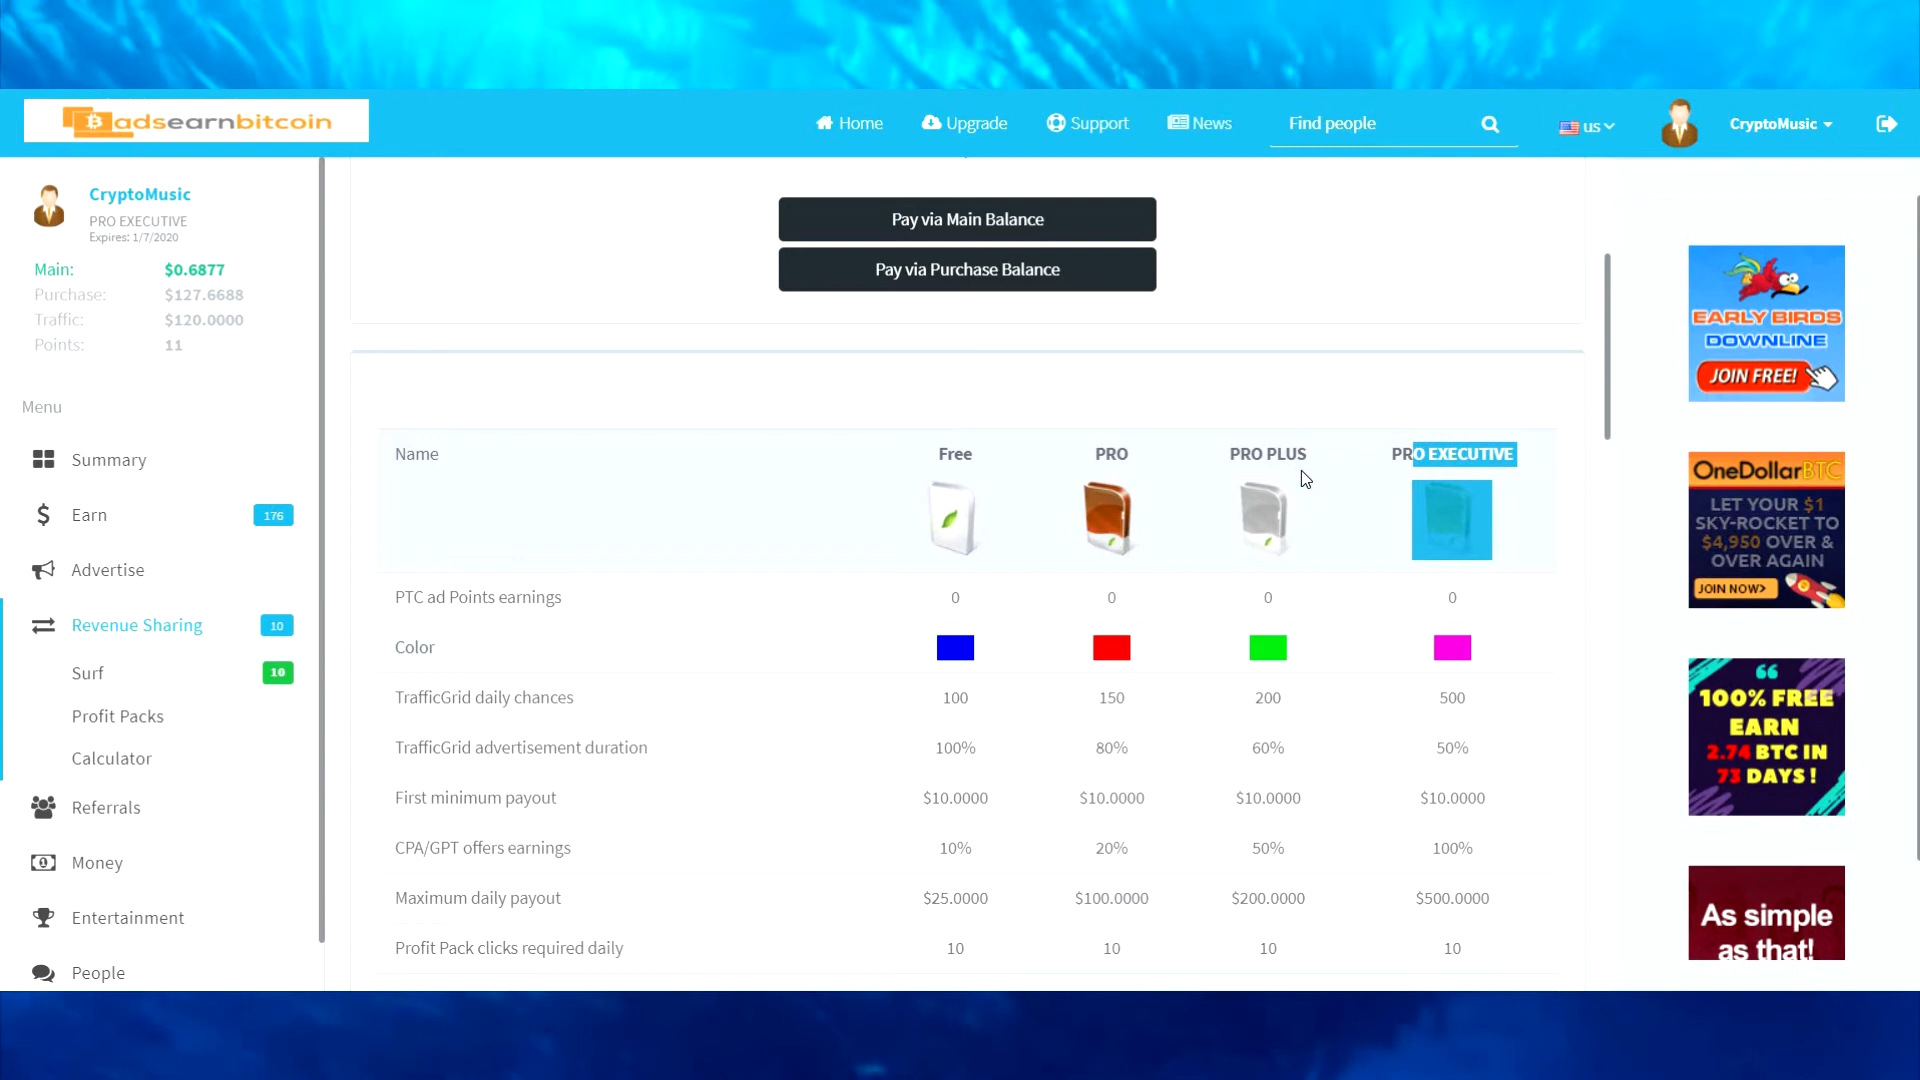 adsearnbitcoin
Home
Upgrade
Support
News
Find people
us
CryptoMusic
CryptoMusic
PRO EXECUTIVE
Expires: 1/7/2020
Main: $0.6877
Purchase: $127.6688
Traffic: $120.0000
Points: 11
Menu
Summary
Earn 176
Advertise
Revenue Sharing 10
Surf 10
Profit Packs
Calculator
Referrals
Money
Entertainment
People
Pay via Main Balance
Pay via Purchase Balance
Name Free PRO PRO PLUS PRO EXECUTIVE
PTC ad Points earnings 0 0 0 0
Color
TrafficGrid daily chances 100 150 200 500
TrafficGrid advertisement duration 100% 80% 60% 50%
First minimum payout $10.0000 $10.0000 $10.0000 $10.0000
CPA/GPT offers earnings 10% 20% 50% 100%
Maximum daily payout $25.0000 $100.0000 $200.0000 $500.0000
Profit Pack clicks required daily 10 10 10 10
EARLY BIRDS
DOWNLINE
JOIN FREE!
OneDollarBTC
LET YOUR $1
SKY-ROCKET TO
$4,950 OVER &
OVER AGAIN
JOIN NOW>
100% FREE
EARN
2.74 BTC IN
73 DAYS !
As simple
as that!